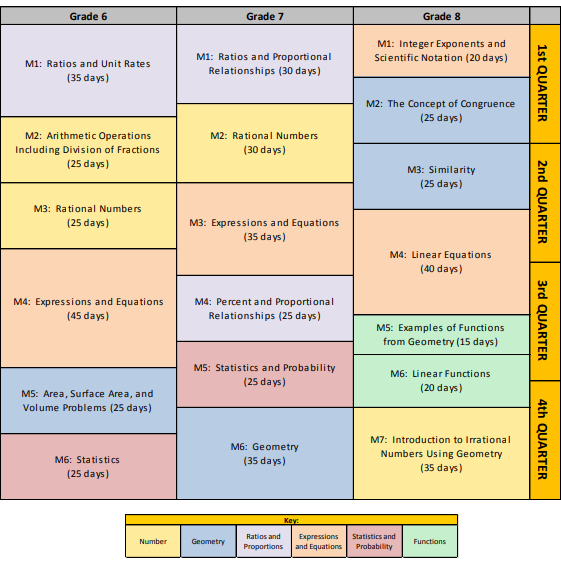 Grade 6
Grade 7
Grade 8
M1: Ratios and Unit Rates
(35 days)
M2: Arithmetic Operations
Including Division of Fractions
(25 days)
M3: Rational Numbers
(25 days)
M4: Expressions and Equations
(45 days)
M5: Area, Surface Area, and
Volume Problems (25 days)
M6: Statistics
(25 days)
M1: Ratios and Proportional
Relationships (30 days)
M2: Rational Numbers
(30 days)
M3: Expressions and Equations
(35 days)
M4: Percent and Proportional
Relationships (25 days)
M5: Statistics and Probability
(25 days)
M6: Geometry
(35 days)
M1: Integer Exponents and
Scientific Notation (20 days)
M2: The Concept of Congruence
(25 days)
M3: Similarity
(25 days)
M4: Linear Equations
(40 days)
M5: Examples of Functions
from Geometry (15 days)
M6: Linear Functions
(20 days)
M7: Introduction to Irrational
Numbers Using Geometry
(35 days)
1st QUARTER
2nd QUARTER
3rd QUARTER
4th QUARTER
Key:
Number
Geometry
Ratios and
Proportions
Expressions
and Equations
Statistics and
Probability
Functions